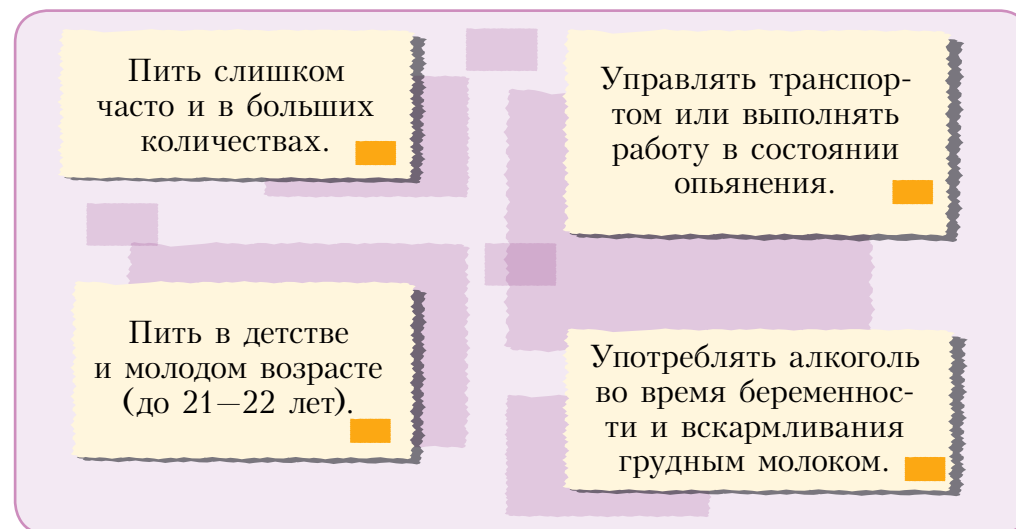 Пить слишком
часто и в больших
количествах.
Управлять транспор-
том или выполнять
работу в состоянии
опьянения.
Пить в детстве
и молодом возрасте
(до 21—22 лет).
Употреблять алкоголь
во время беременнос-
ти и вскармливания
грудным молоком.